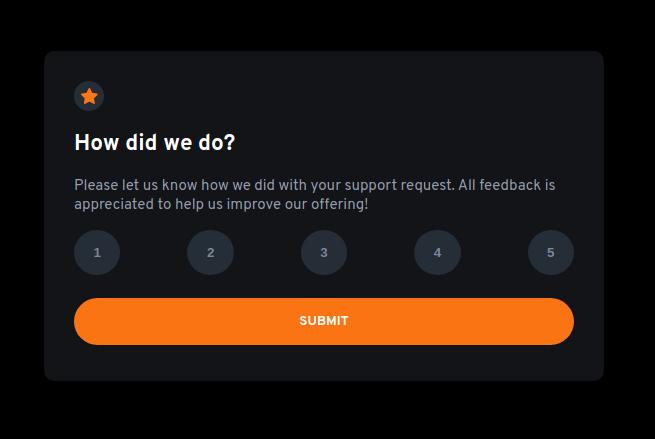 How did we do?
Please let us know how we did with your support request. All feedback is
appreciated to help us improve our offering!
1 2 3 4 5
SUBMIT